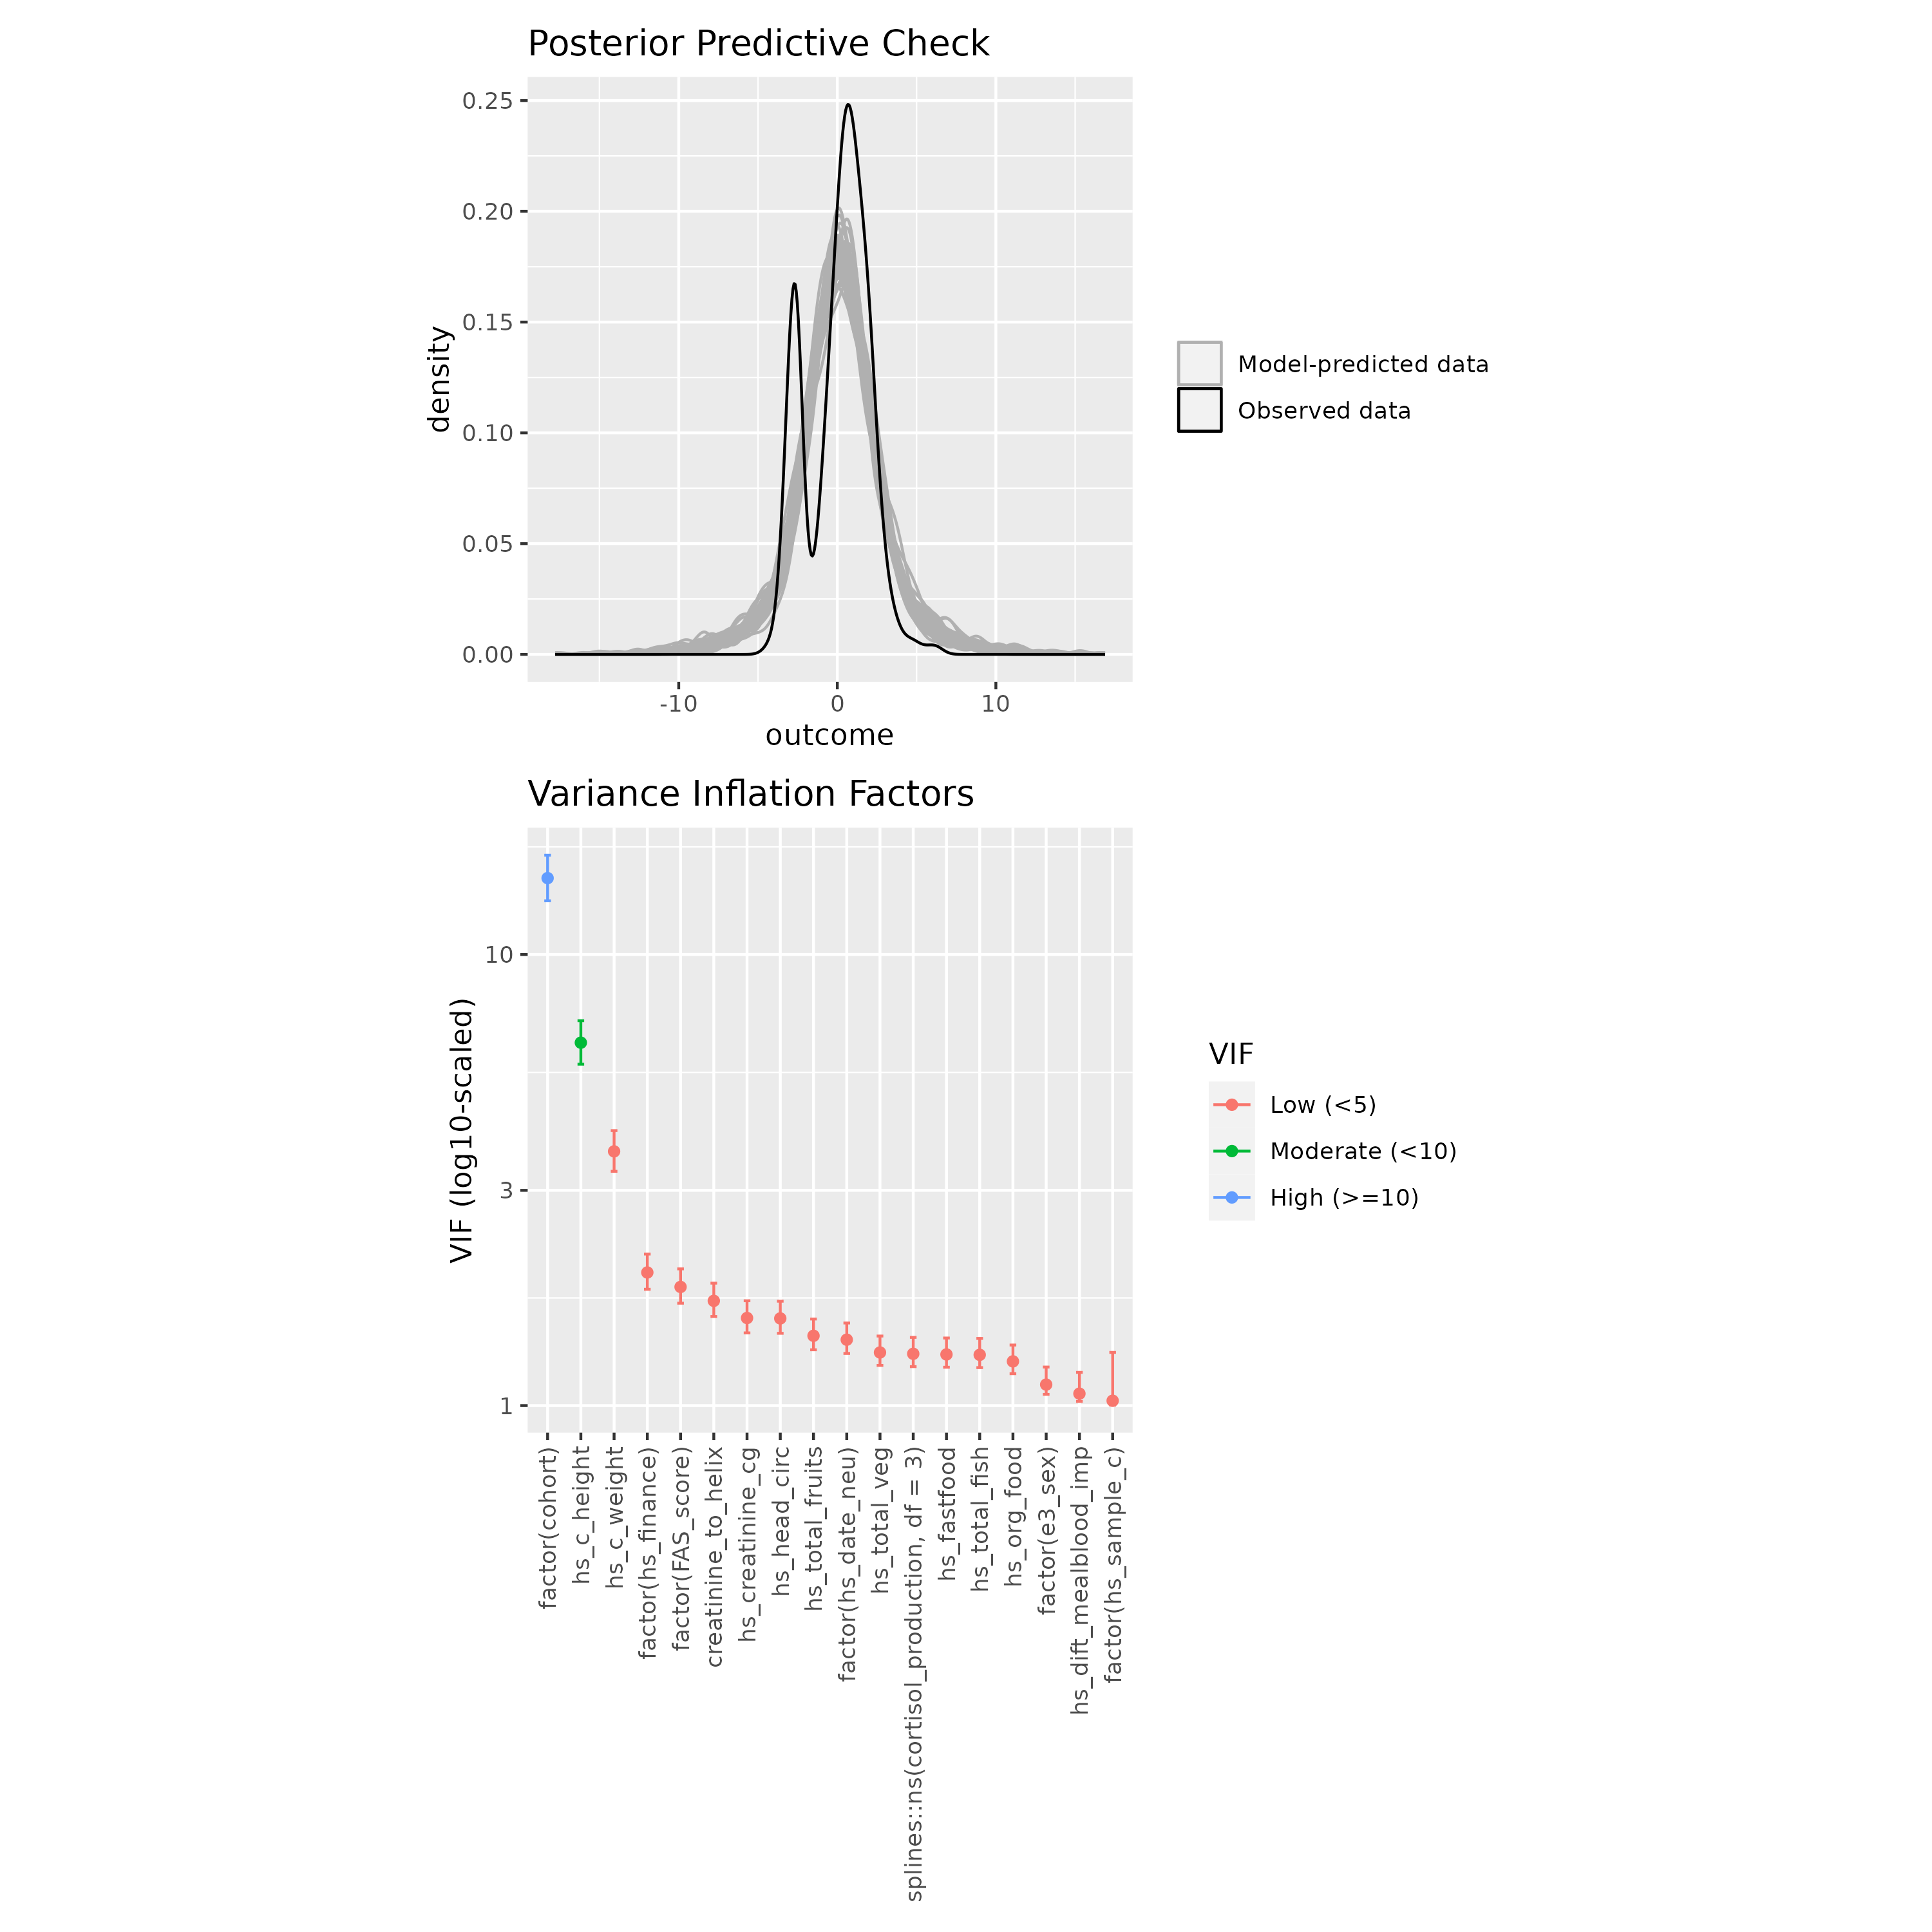 Posterior Predictive Check
0.25
0.20
0.15
0.10
0.05
0.00
density
-10
0
10
outcome
Model-predicted data
Observed data
Variance Inflation Factors
10
3
1
VIF (log10-scaled)
factor(cohort)
hs_c_height
hs_c_weight
factor(hs_finance)
factor(FAS_score)
creatinine_to_helix
hs_creatinine_cg
hs_head_circ
hs_total_fruits
factor(hs_date_neu)
hs_total_veg
splines::ns(cortisol_production, df = 3)
hs_fastfood
hs_total_fish
hs_org_food
factor(e3_sex)
hs_dift_mealblood_imp
factor(hs_sample_c)
VIF
Low (<5)
Moderate (<10)
High (>=10)